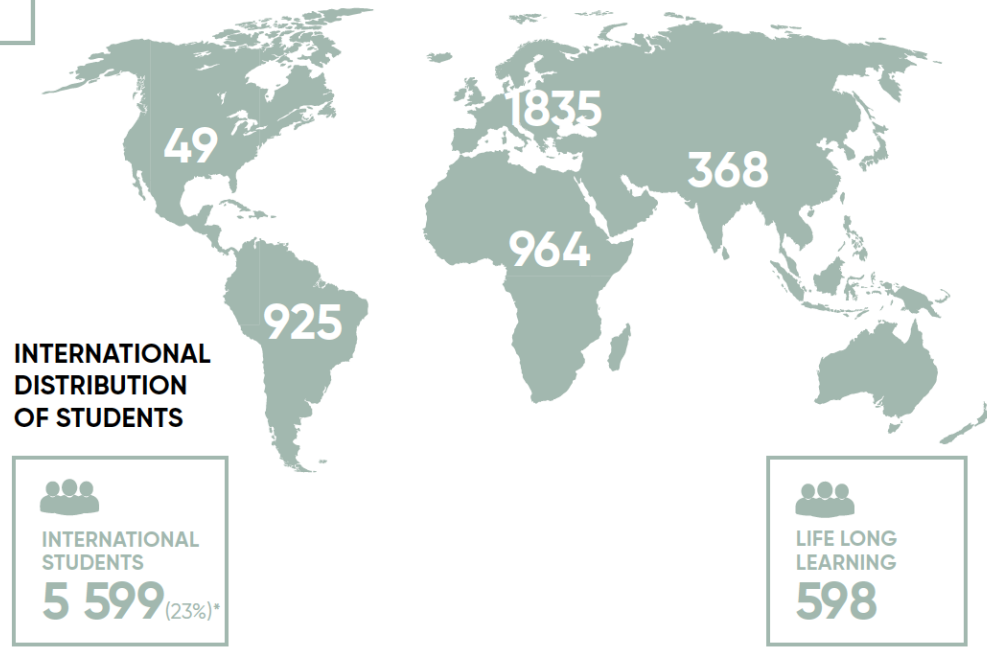 1835
49
368
964
925
INTERNATIONAL
DISTRIBUTION
OF STUDENTS
INTERNATIONAL
STUDENTS
5 599 (23%)*
LIFE LONG
LEARNING
598